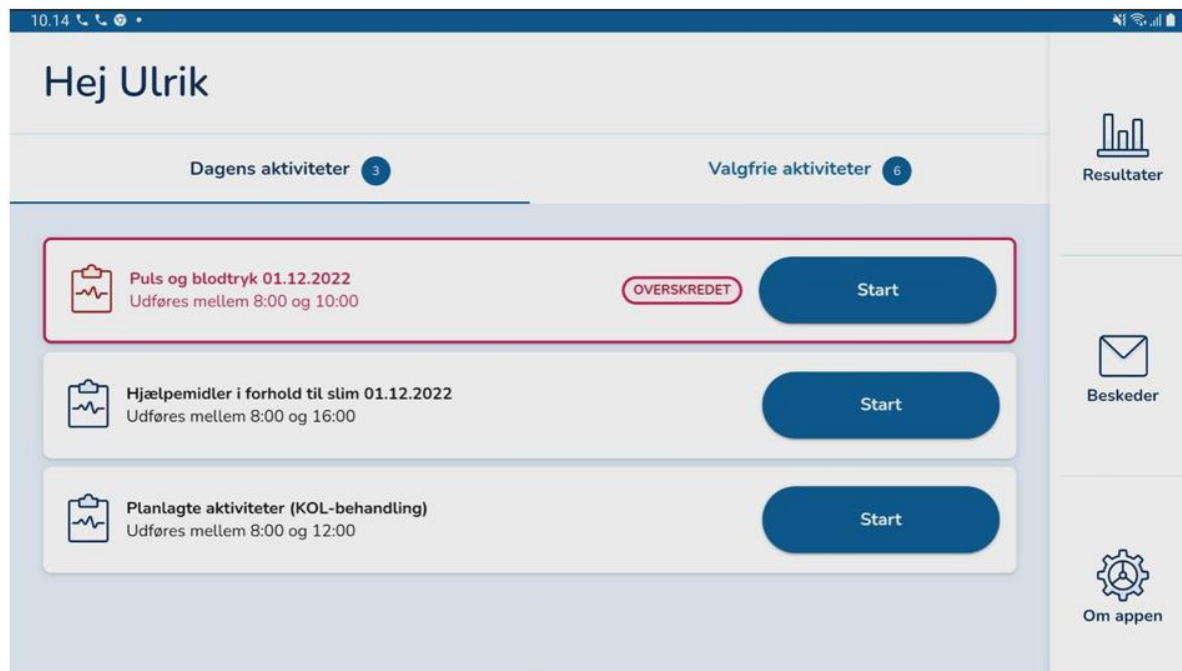 10.14
Hej Ulrik
Dagens aktiviteter 3
Valgfrie aktiviteter 6
Puls og blodtryk 01.12.2022
Udføres mellem 8:00 og 10:00
OVERSKREDET
Start
Hjælpemidler i forhold til slim 01.12.2022
Udføres mellem 8:00 og 16:00
Start
Planlagte aktiviteter (KOL-behandling)
Udføres mellem 8:00 og 12:00
Start
Resultater
Beskeder
Om appen